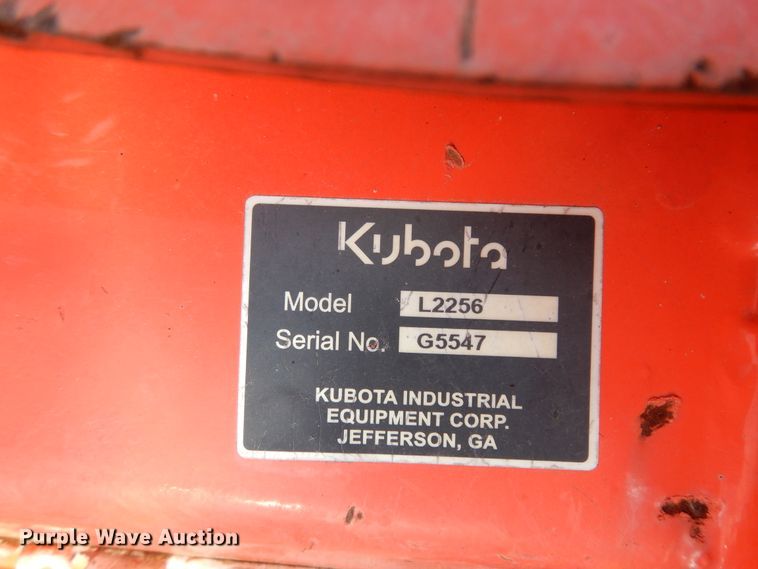 Kubota
Model L2256
Serial No. G5547
KUBOTA INDUSTRIAL
EQUIPMENT CORP.
JEFFERSON, GA
Purple Wave Auction